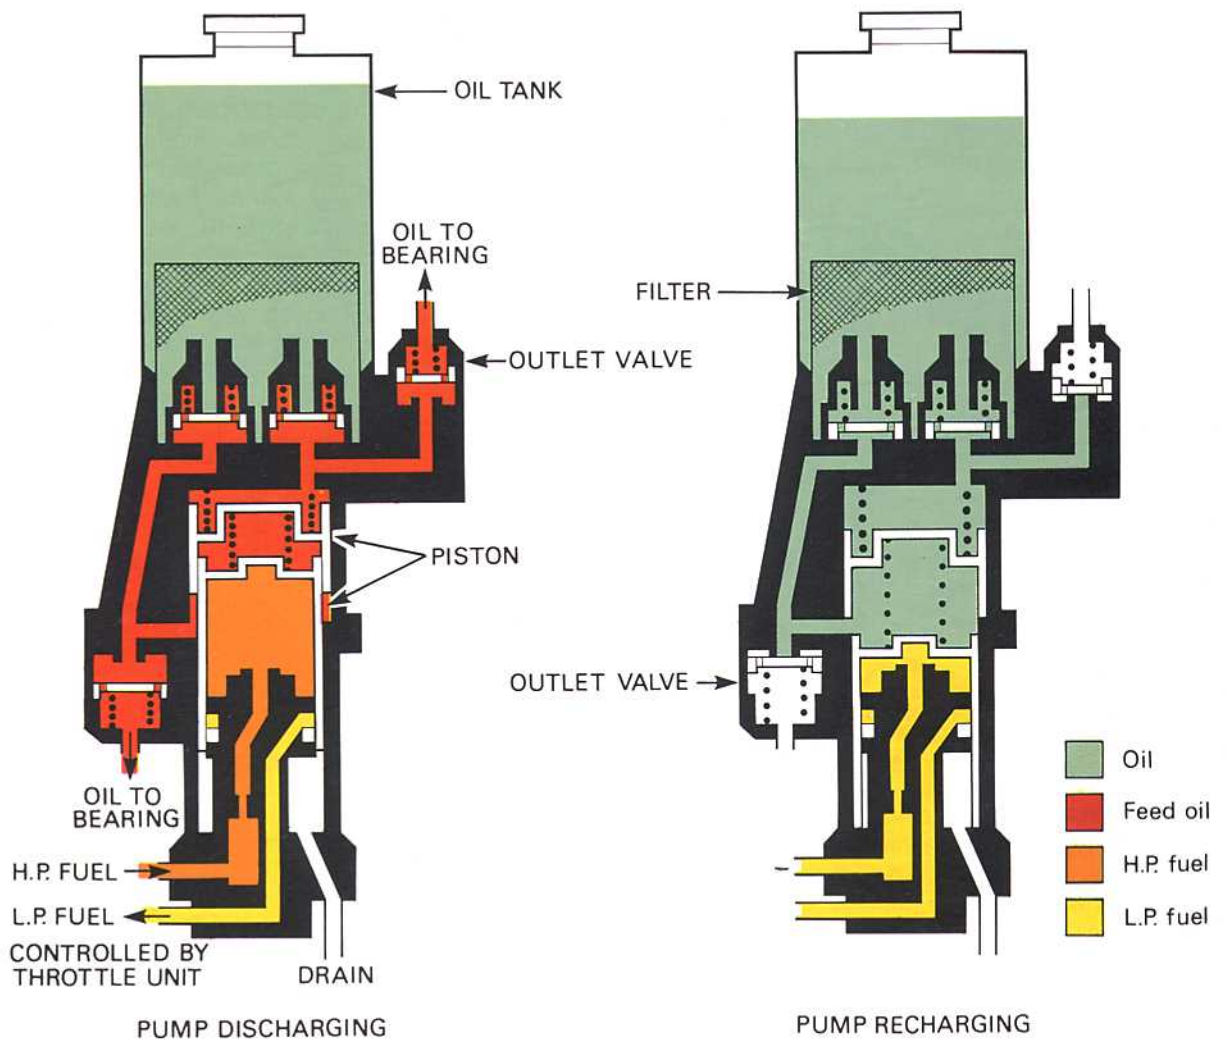 OIL TANK
OIL TO
BEARING
FILTER
OUTLET VALVE
PISTON
OUTLET VALVE
OIL TO
BEARING
H.P. FUEL
L.P. FUEL
CONTROLLED BY
THROTTLE UNIT
DRAIN
Oil
Feed oil
H.P. fuel
L.P. fuel
PUMP DISCHARGING
PUMP RECHARGING